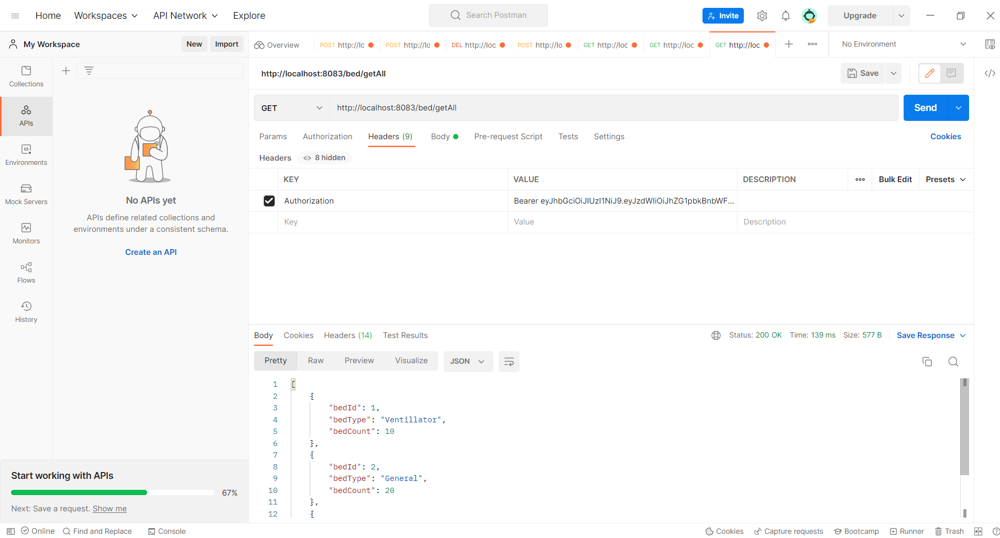 Home Workspaces API Network Explore Search Postman Invite Upgrade
My Workspace New Import Overview POST http://lo POST http://lo DEL http://loc POST http://lo GET http://loc GET http://loc GET http://loc No Environment
Collections
APIs
Environments
Mock Servers
Monitors
Flows
History
No APIs yet
APIs define related collections and
environments under a consistent schema.
Create an API
Start working with APIs
67%
Next: Save a request. Show me
http://localhost:8083/bed/getAll Save </>
GET http://localhost:8083/bed/getAll Send
Params Authorization Headers (9) Body Pre-request Script Tests Settings Cookies
Headers 8 hidden
KEY VALUE DESCRIPTION Bulk Edit Presets
Authorization Bearer eyJhbGciOiJIUzI1NiJ9.eyJzdWIiOiJhZG1pbkBnbWF...
Key Value Description
Body Cookies Headers (14) Test Results Status: 200 OK Time: 139 ms Size: 577 B Save Response
Pretty Raw Preview Visualize JSON
1 [
2 {
3 "bedId": 1,
4 "bedType": "Ventillator",
5 "bedCount": 10
6 },
7 {
8 "bedId": 2,
9 "bedType": "General",
10 "bedCount": 20
11 },
12 {
Online Find and Replace Console Cookies Capture requests Bootcamp Runner Trash